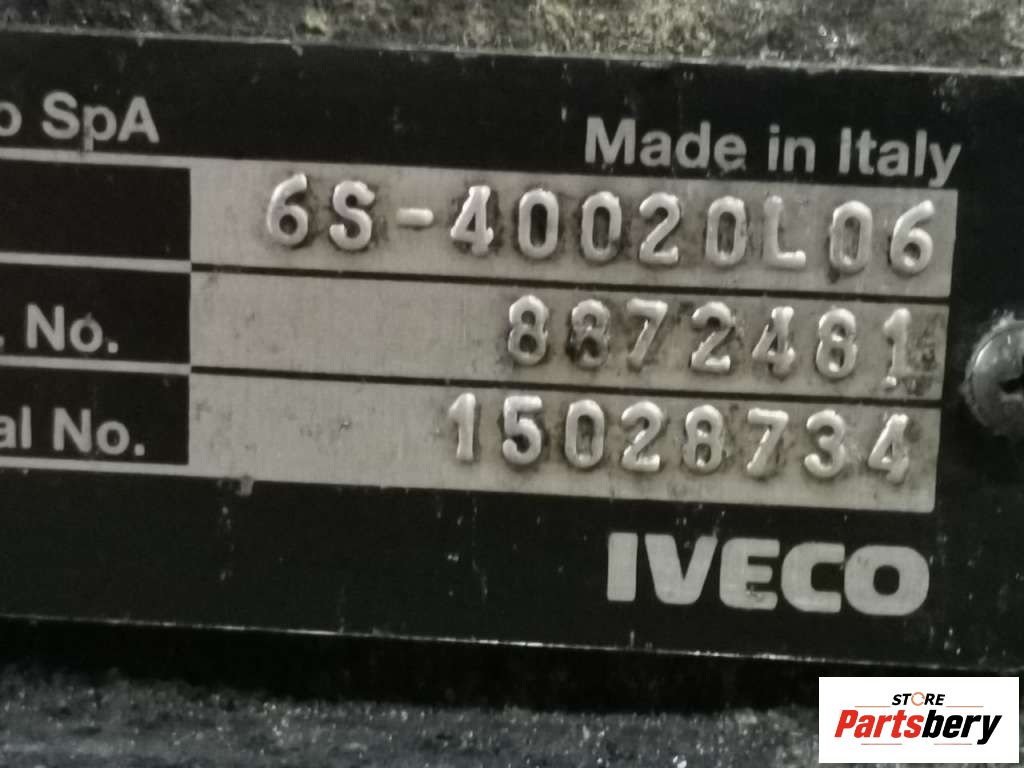 o SpA Made in Italy
6S-40020L06
. No. 8872481
al No. 15028734
IVECO
STORE
Partsbery